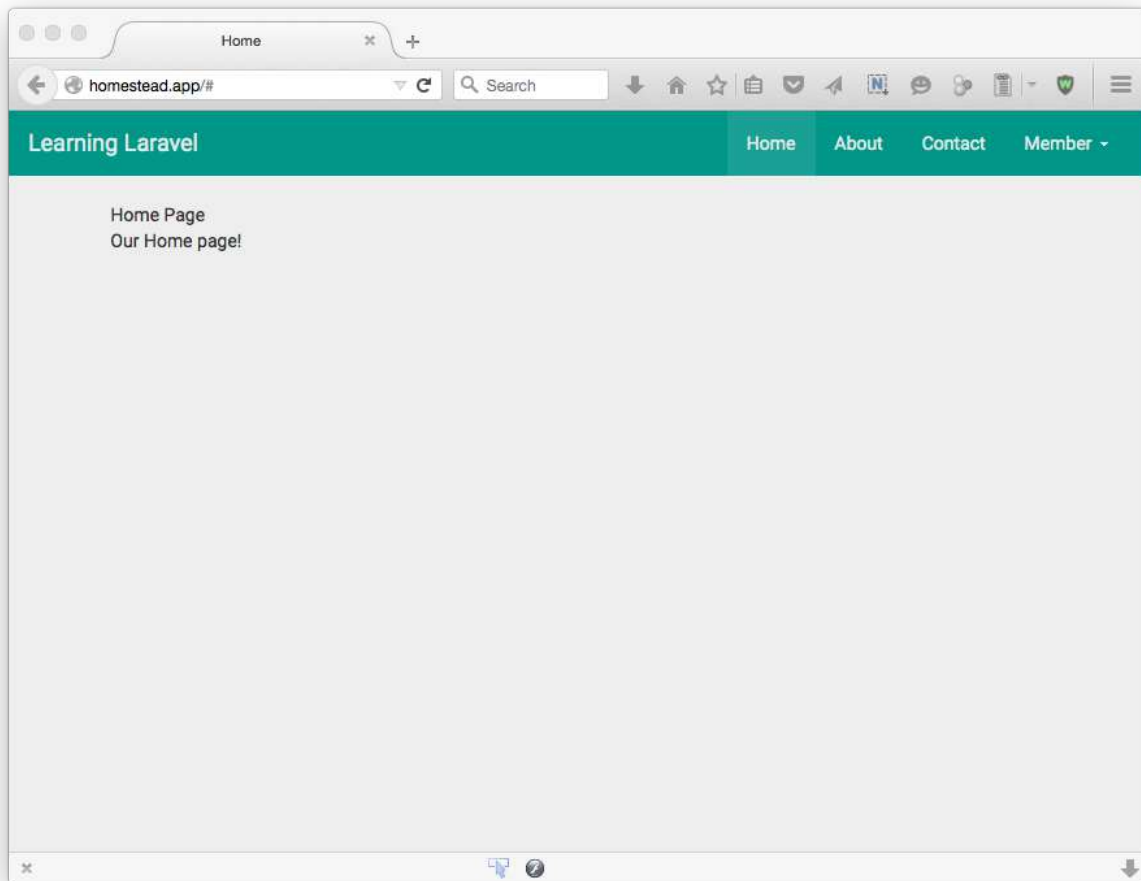 Home
homestead.app/#
Search
Learning Laravel
Home
About
Contact
Member
Home Page
Our Home page!